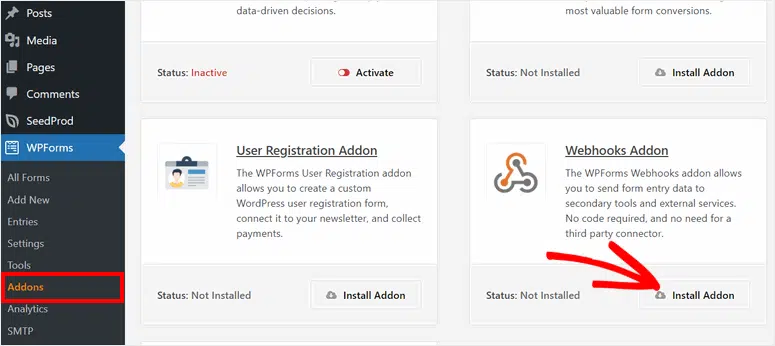 Posts
Media
Pages
Comments
SeedProd
WPForms
All Forms
Add New
Entries
Settings
Tools
Addons
Analytics
SMTP
data-driven decisions.
Status: Inactive
Activate
most valuable form conversions.
Status: Not Installed
Install Addon
User Registration Addon
The WPForms User Registration addon
allows you to create a custom
WordPress user registration form,
connect it to your newsletter, and collect
payments.
Status: Not Installed
Install Addon
Webhooks Addon
The WPForms Webhooks addon allows
you to send form entry data to
secondary tools and external services.
No code required, and no need for a
third party connector.
Status: Not Installed
Install Addon